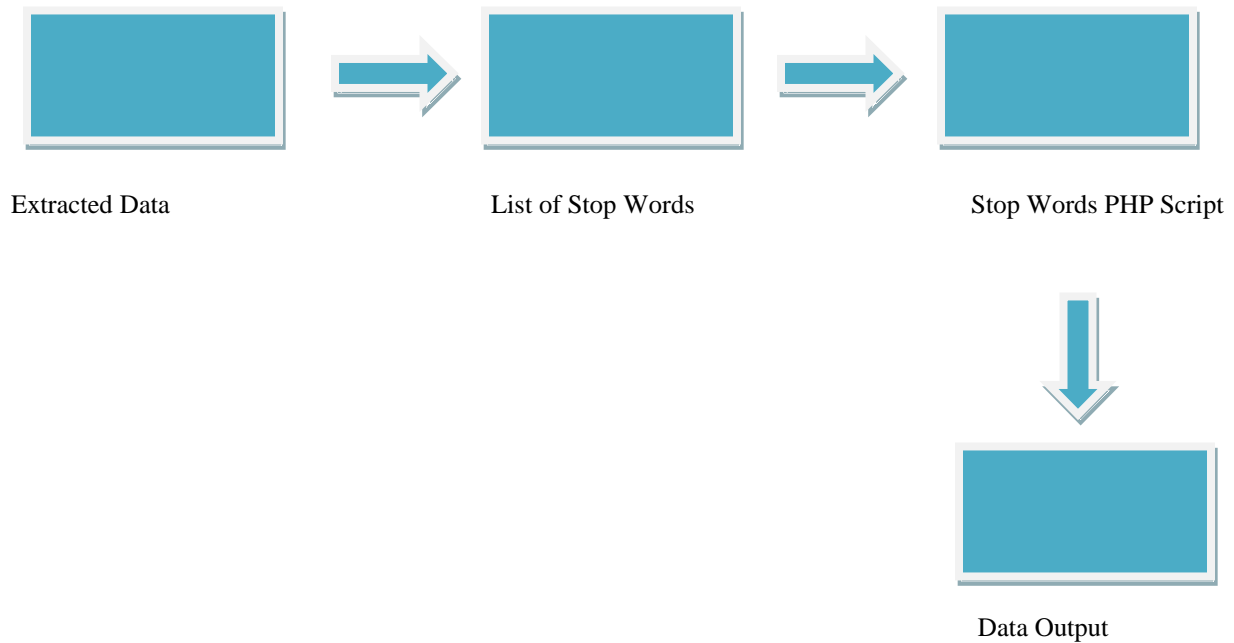 Extracted Data
List of Stop Words
Stop Words PHP Script
Data Output